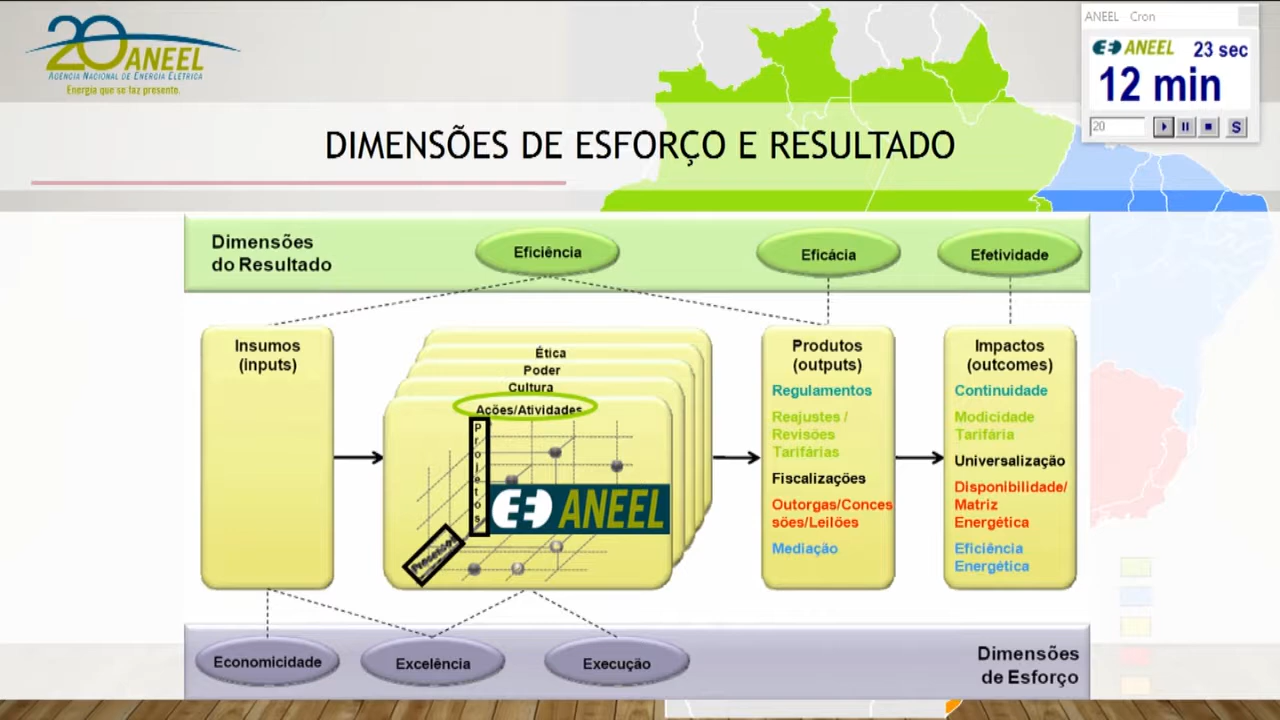 20 ANEEL
AGÊNCIA NACIONAL DE ENERGIA ELÉTRICA
Energia que se faz presente.
ANEEL Cron
ANEEL 23 sec
12 min
20
S
DIMENSÕES DE ESFORÇO E RESULTADO
Dimensões
do Resultado
Eficiência
Eficácia
Efetividade
Insumos
(inputs)
Ética
Poder
Cultura
Ações/Atividades
Projetos
Processos
ANEEL
Produtos
(outputs)
Regulamentos
Reajustes /
Revisões
Tarifárias
Fiscalizações
Outorgas/Conces
sões/Leilões
Mediação
Impactos
(outcomes)
Continuidade
Modicidade
Tarifária
Universalização
Disponibilidade/
Matriz
Energética
Eficiência
Energética
Economicidade
Excelência
Execução
Dimensões
de Esforço